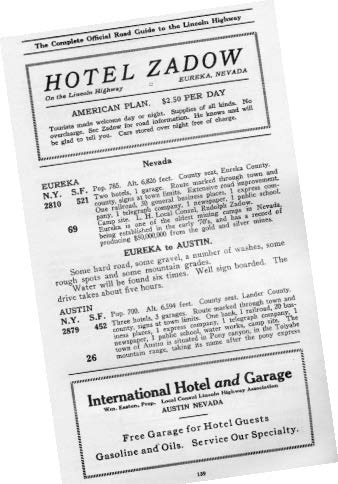 The Complete Official Road Guide to the Lincoln Highway
HOTEL ZADOW
On the Lincoln Highway EUREKA, NEVADA
AMERICAN PLAN. $2.50 PER DAY
Tourists made welcome day or night. Supplies of all kinds. No
overcharge. See Zadow for road information. He knows and will
be glad to tell you. Cars stored over night free of charge.
Nevada
EUREKA
N.Y. S.F.
2810 521
69
Pop. 785. Alt. 6,826 feet. County seat, Eureka County.
Two hotels, 1 garage. Route marked through town and
county, signs at town limits. Extensive road improvement.
One railroad, 30 general business places, 1 express com-
pany, 1 telegraph company, 1 newspaper, 1 public school.
Camp site. L. H. Local Consul, Rudolph Zadow.
Eureka is one of the oldest mining camps in Nevada,
being established in the early '70's, and has a record of
producing $50,000,000 from the gold and silver mines.
EUREKA to AUSTIN.
Some hard road, some gravel, a number of washes, some
rough spots and some mountain grades.
Water will be found six times. Well sign boarded. The
drive takes about five hours.
AUSTIN
N.Y. S.F.
2879 452
26
Pop. 700. Alt. 6,594 feet. County seat, Lander County.
Three hotels, 3 garages. Route marked through town and
county, signs at town limits. One bank, 1 railroad, 20 bus-
iness places, 1 express company, 1 telegraph company, 1
newspaper, 1 public school, water works, camp site. The
town of Austin is situated in Pony canyon, in the Toiyabe
mountain range, taking its name after the pony express
International Hotel and Garage
Wm. Easton, Prop. Local Consul Lincoln Highway Association
AUSTIN NEVADA
Free Garage for Hotel Guests
Gasoline and Oils. Service Our Specialty.
159